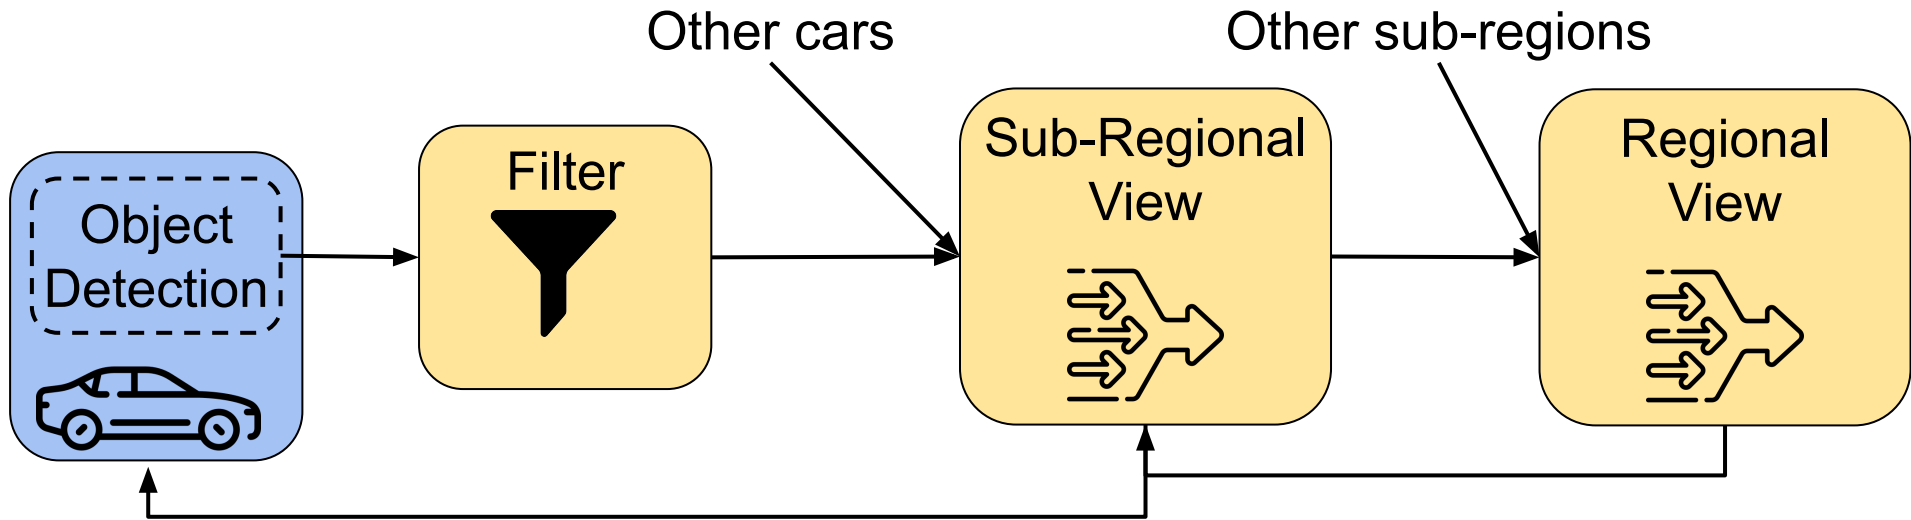 Other cars
Other sub-regions
Object
Detection
Filter
Sub-Regional
View
Regional
View